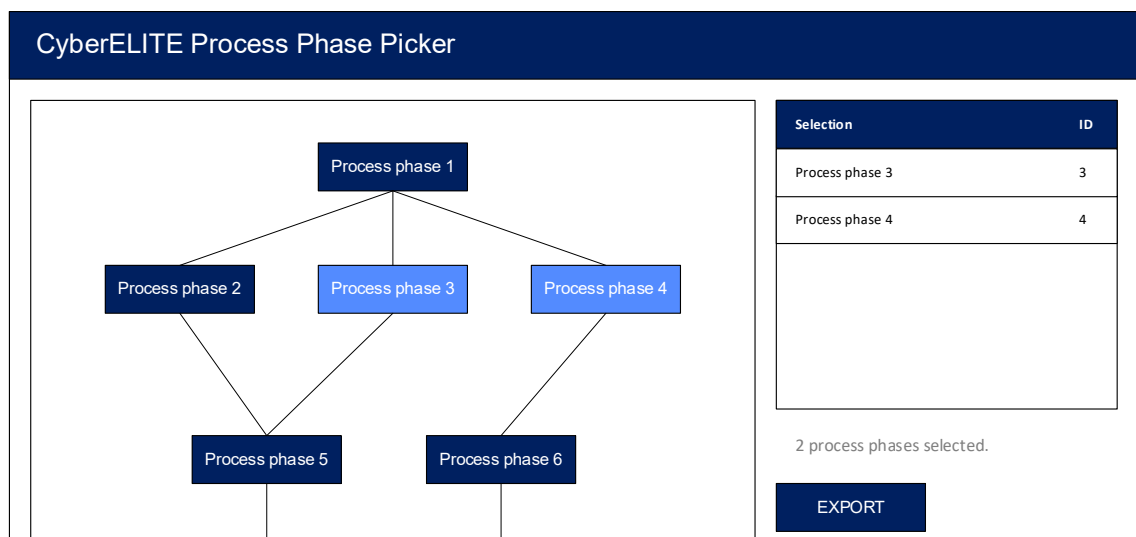 CyberELITE Process Phase Picker
Process phase 1
Process phase 2
Process phase 3
Process phase 4
Process phase 5
Process phase 6
Selection ID
Process phase 3 3
Process phase 4 4
2 process phases selected.
EXPORT